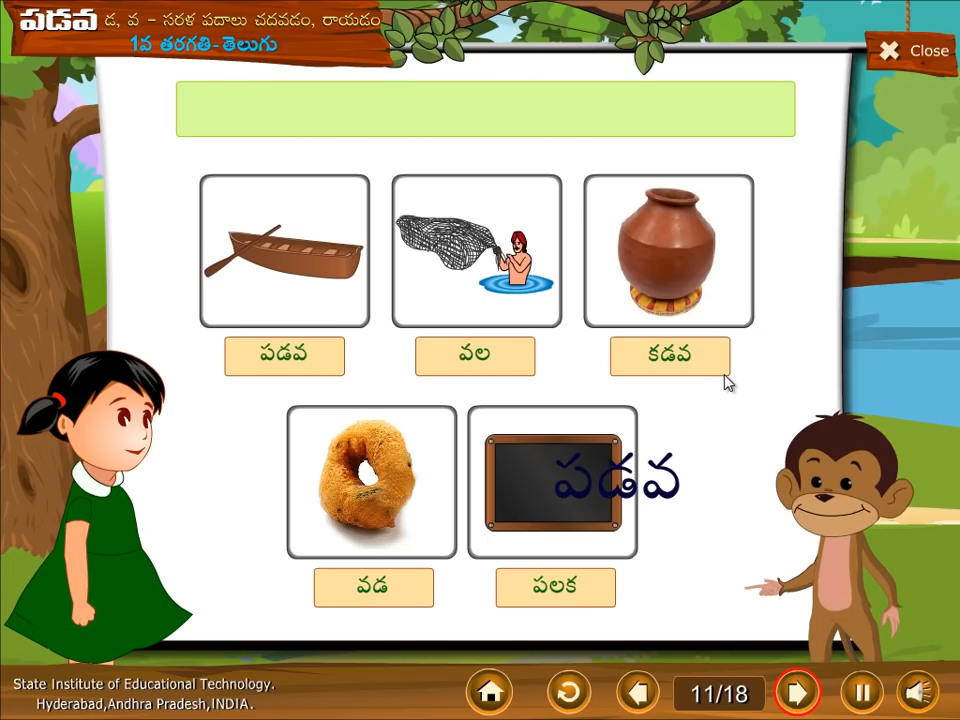 పడవ డ, వ - సరళ పదాలు చదవడం, రాయడం
1వ తరగతి-తెలుగు
Close
పడవ
వల
కడవ
పడవ
వడ
పలక
State Institute of Educational Technology.
Hyderabad,Andhra Pradesh,INDIA.
11/18